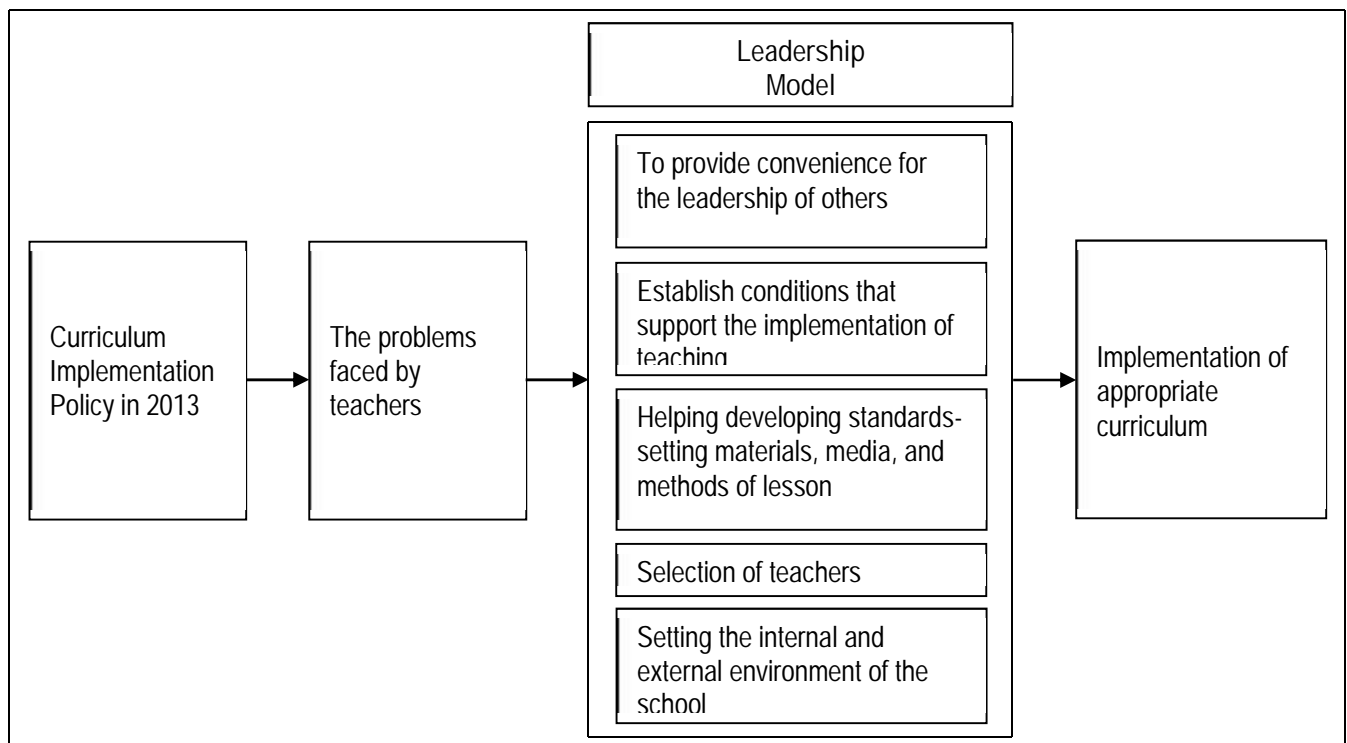 Leadership
Model
To provide convenience for
the leadership of others
Establish conditions that
support the implementation of
teaching
Helping developing standards-
setting materials, media, and
methods of lesson
Selection of teachers
Setting the internal and
external environment of the
school
Curriculum
Implementation
Policy in 2013
The problems
faced by
teachers
Implementation of
appropriate
curriculum